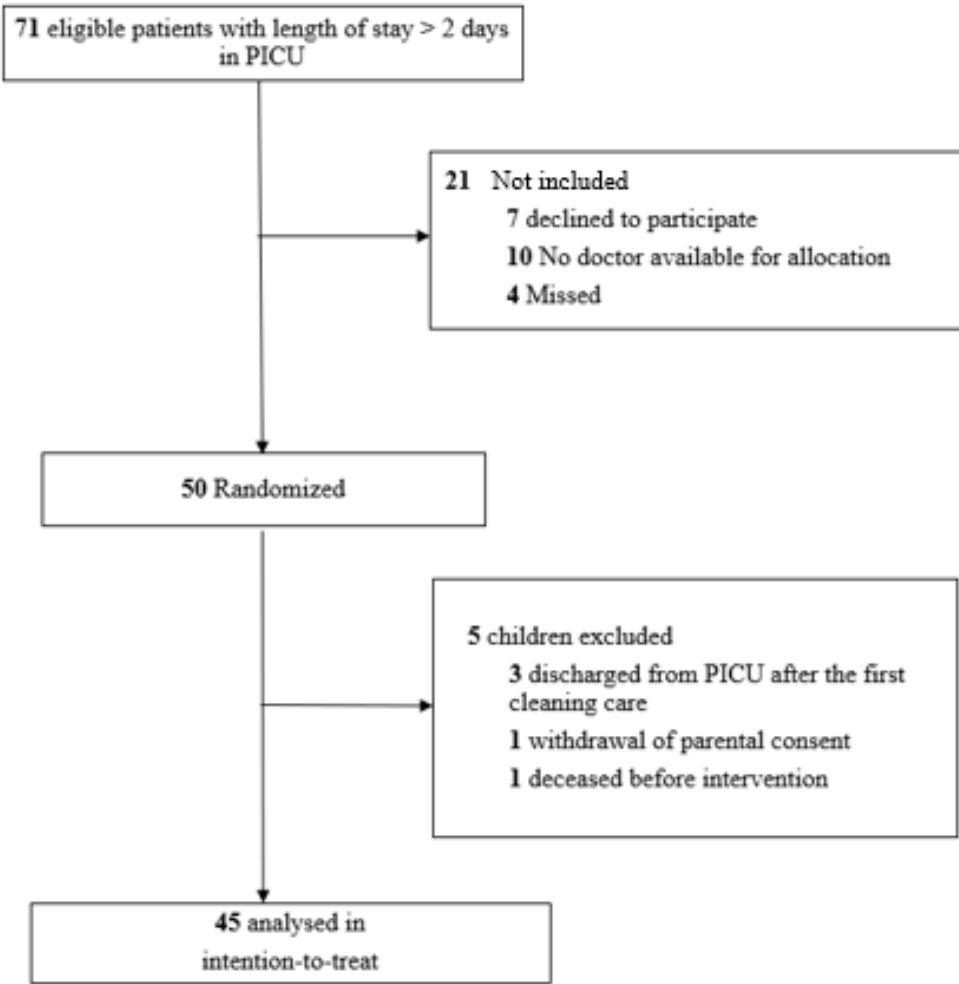 71 eligible patients with length of stay > 2 days
in PICU
21 Not included
7 declined to participate
10 No doctor available for allocation
4 Missed
50 Randomized
5 children excluded
3 discharged from PICU after the first
cleaning care
1 withdrawal of parental consent
1 deceased before intervention
45 analysed in
intention-to-treat